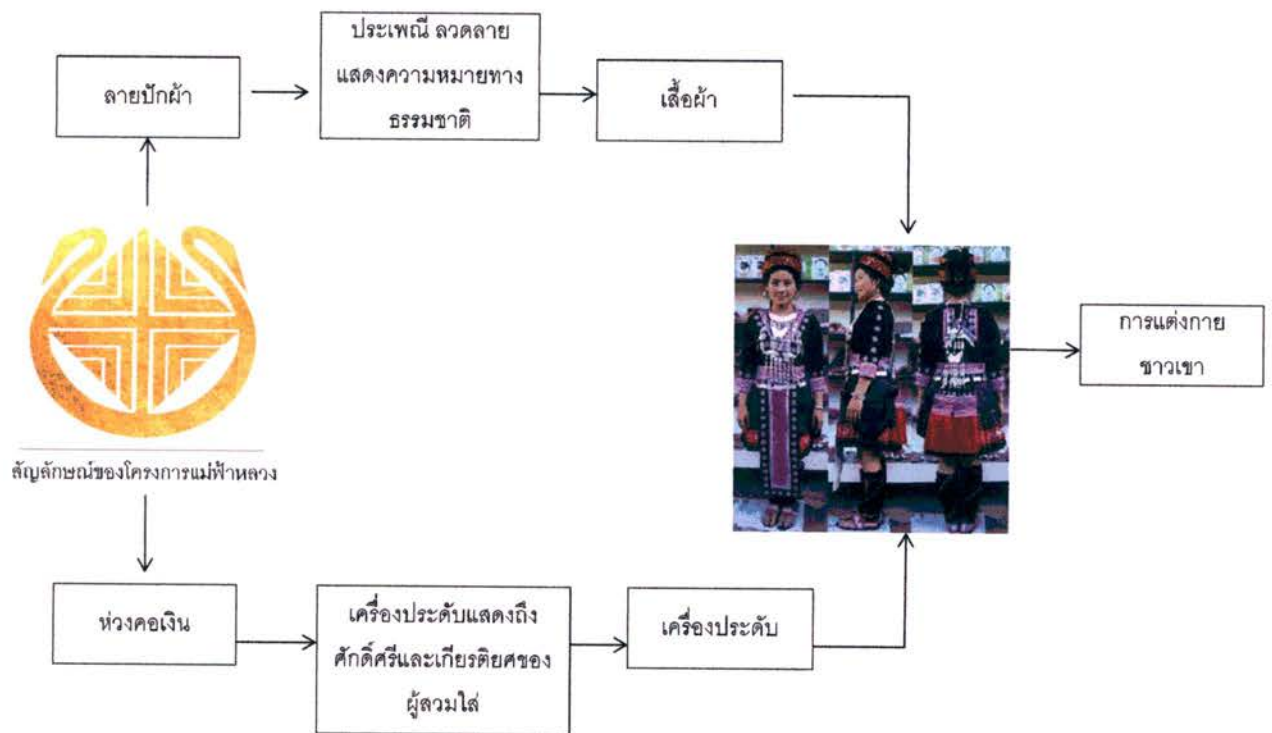 ลายปักผ้า
ประเพณี ลวดลาย
แสดงความหมายทาง
ธรรมชาติ
เสื้อผ้า
สัญลักษณ์ของโครงการแม่ฟ้าหลวง
การแต่งกาย
ชาวเขา
ห่วงคอเงิน
เครื่องประดับแสดงถึง
ศักดิ์ศรีและเกียรติยศของ
ผู้สวมใส่
เครื่องประดับ